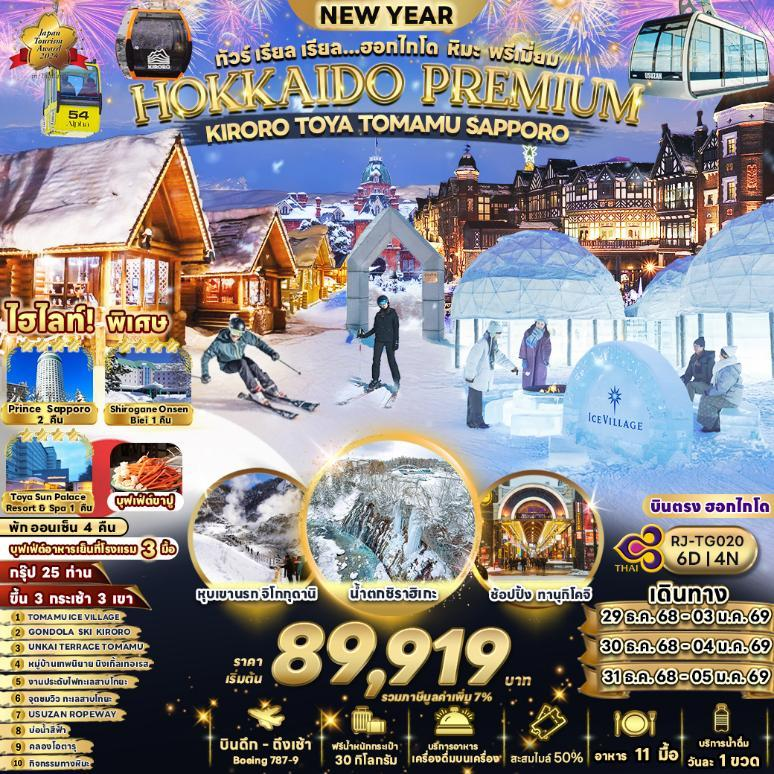 NEW YEAR
Japan
Tourism
Award
KIRORO
54
Alpha
USUZAN
ทัวร์ เรียล เรียล...ฮอกไกโด หิมะ พรีเมี่ยม
HOKKAIDO PREMIUM
KIRORO TOYA TOMAMU SAPPORO
ICE VILLAGE
ไฮไลท์! พิเศษ
Prince Sapporo
2 คืน
Shirogane Onsen
Biei 1 คืน
Toya Sun Palace
Resort & Spa 1 คืน
บุฟเฟ่ต์ขาปู
พัก ออนเซ็น 4 คืน
บุฟเฟ่ต์อาหารเย็นที่โรงแรม 3 มื้อ
กรุ๊ป 25 ท่าน
ขึ้น 3 กระเช้า 3 เขา
1 TOMAMU ICE VILLAGE
2 GONDOLA SKI KIRORO
3 UNKAI TERRACE TOMAMU
4 หมู่บ้านเทพนิยาย นิงเกิ้ลเทอเรส
5 งานประดับไฟทะเลสาบโทยะ
6 จุดชมวิว ทะเลสาบโทยะ
7 USUZAN ROPEWAY
8 บ่อน้ำสีฟ้า
9 คลองโอตารุ
10 กิจกรรมทางหิมะ
หุบเขานรก จิโกกุดานิ
น้ำตกชิราฮิเกะ
ช้อปปิ้ง ทานุกิโคจิ
บินตรง ฮอกไกโด
THAI
RJ-TG020
6D | 4N
เดินทาง
29 ธ.ค. 68 - 03 ม.ค. 69
30 ธ.ค. 68 - 04 ม.ค. 69
31 ธ.ค. 68 - 05 ม.ค. 69
ราคา
เริ่มต้น
89,919
บาท
รวมภาษีมูลค่าเพิ่ม 7%
บินดึก - ถึงเช้า
Boeing 787-9
ฟรีน้ำหนักกระเป๋า
30 กิโลกรัม
บริการอาหาร
เครื่องดื่มบนเครื่อง
สะสมไมล์ 50%
อาหาร 11 มื้อ
บริการน้ำดื่ม
วันละ 1 ขวด